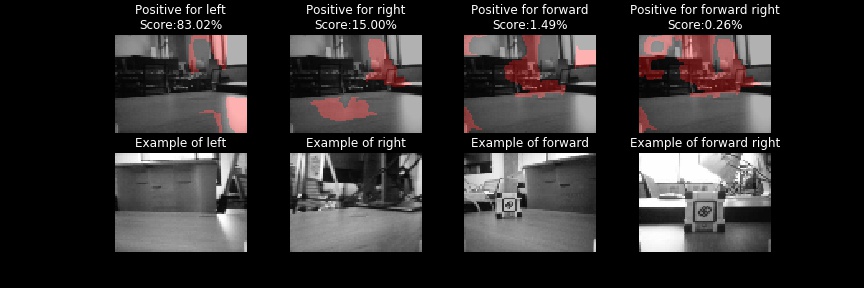 Positive for left
Score:83.02%
Positive for right
Score:15.00%
Positive for forward
Score:1.49%
Positive for forward right
Score:0.26%
Example of left
Example of right
Example of forward
Example of forward right